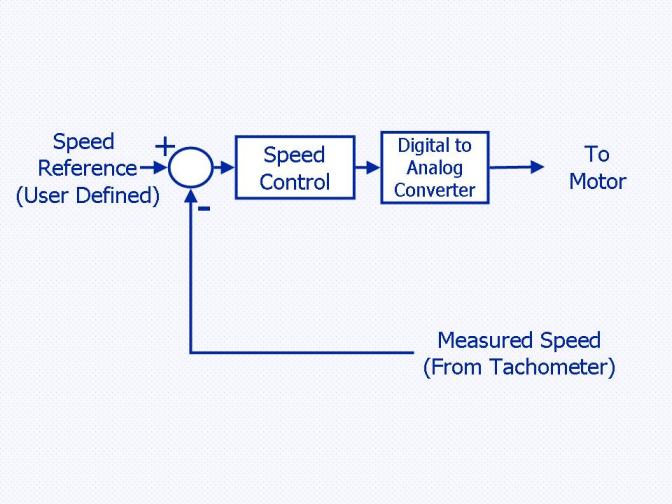 Speed
Reference
(User Defined)
+
-
Speed
Control
Digital to
Analog
Converter
To
Motor
Measured Speed
(From Tachometer)